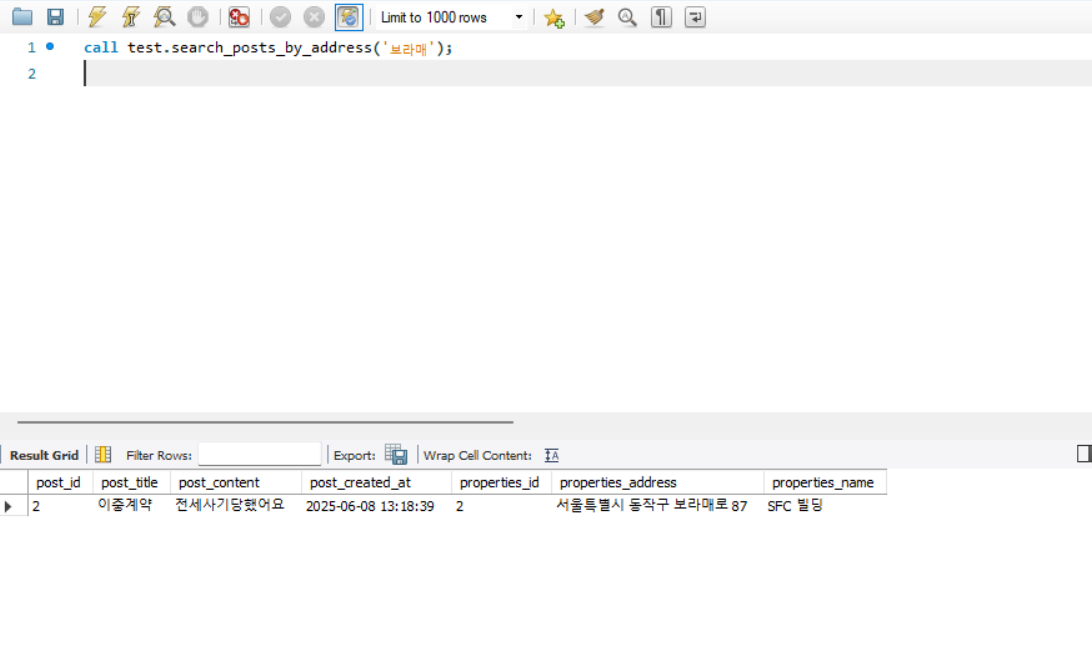 Limit to 1000 rows
1 call test.search_posts_by_address('보라매');
2
Result Grid Filter Rows: Export: Wrap Cell Content:
post_id post_title post_content post_created_at properties_id properties_address properties_name
2 이중계약 전세사기당했어요 2025-06-08 13:18:39 2 서울특별시 동작구 보라매로 87 SFC 빌딩